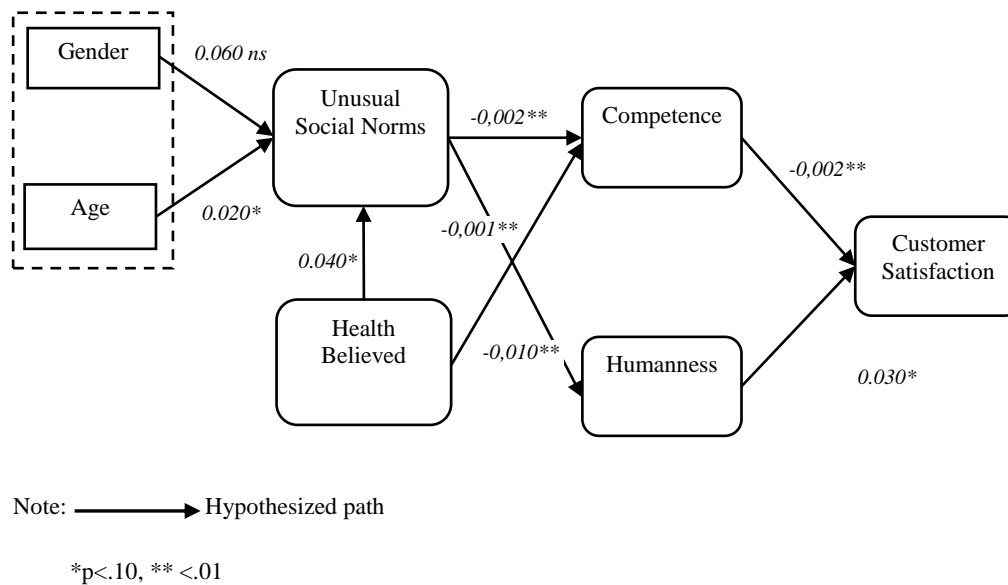 Gender
0.060 ns
Unusual
Social Norms
-0,002**
Competence
-0,002**
Age
0.020*
-0,001**
Customer
Satisfaction
0.040*
Health
Believed
-0,010**
Humanness
0.030*
Note:
Hypothesized path
*p<.10, ** <.01